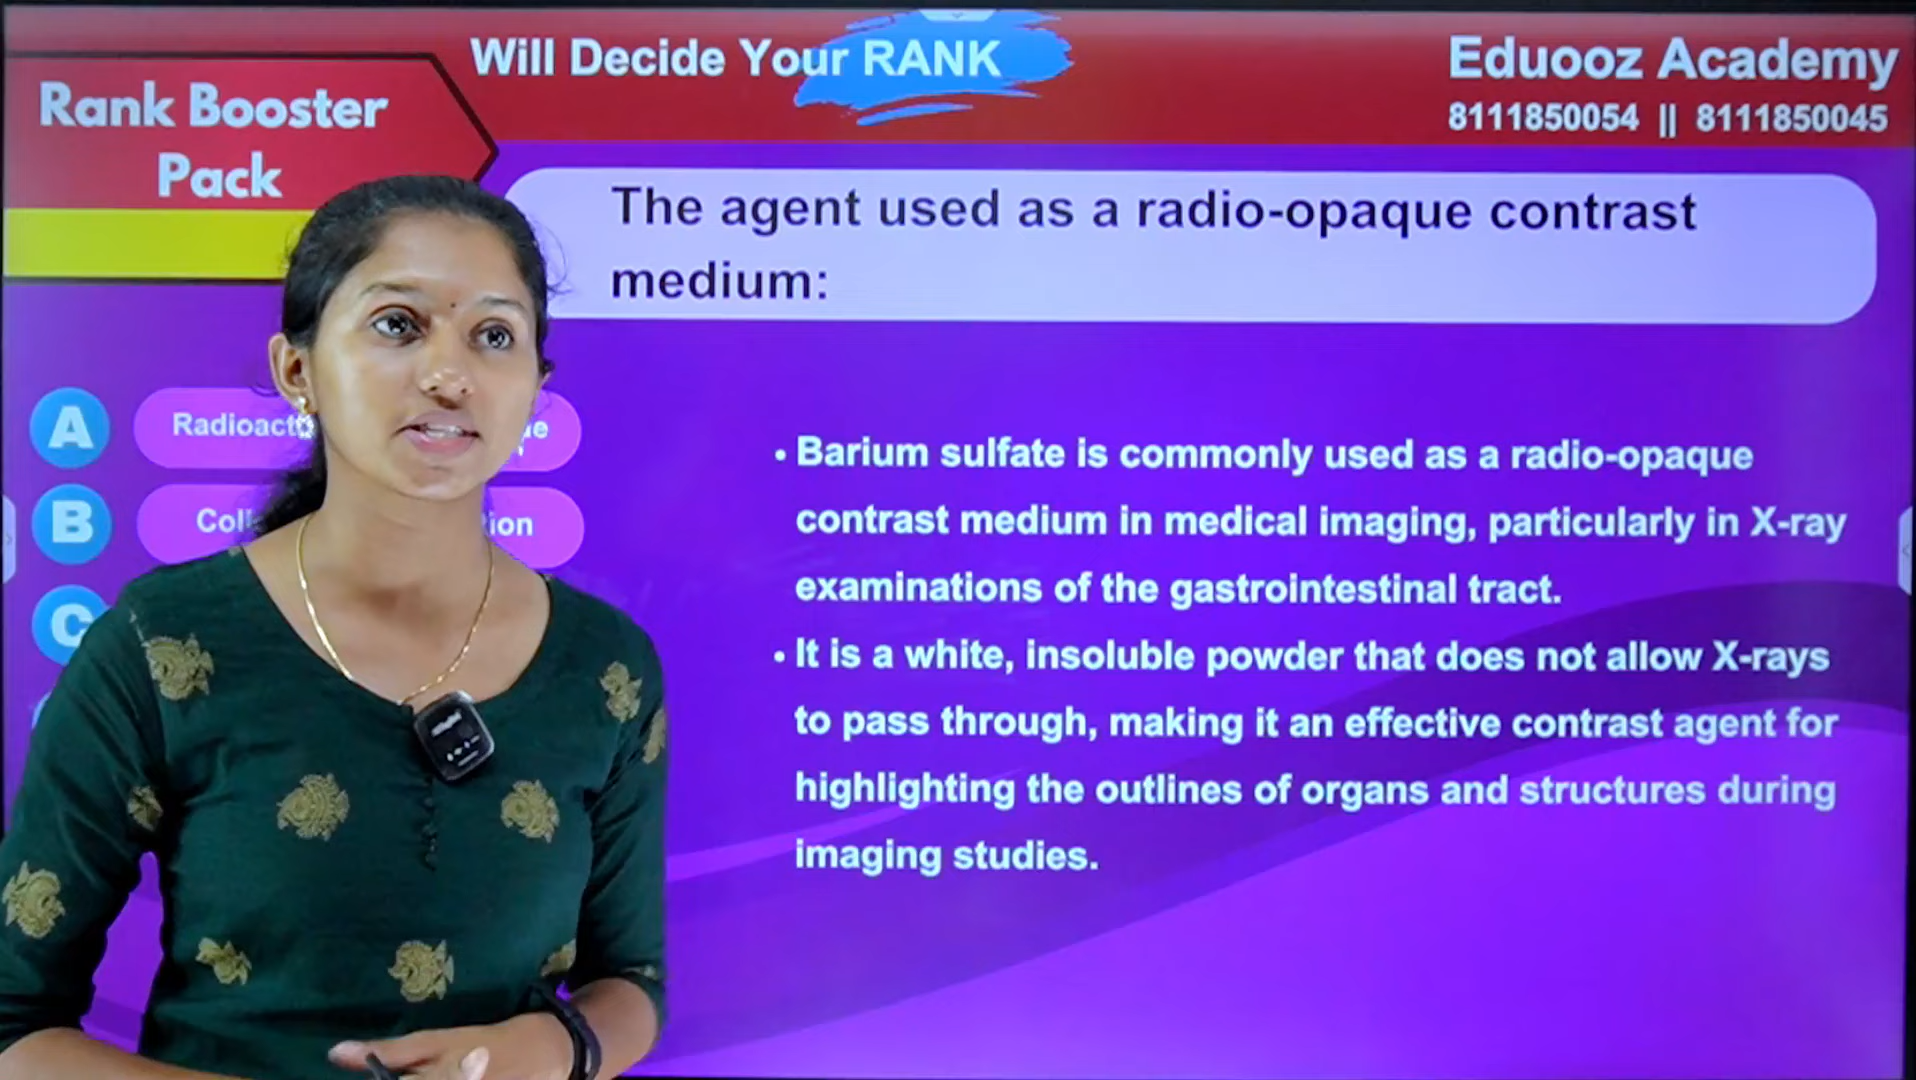 Will Decide Your RANK
Eduooz Academy
8111850054 || 8111850045
Rank Booster
Pack
The agent used as a radio-opaque contrast
medium:
A
B
C
• Barium sulfate is commonly used as a radio-opaque
contrast medium in medical imaging, particularly in X-ray
examinations of the gastrointestinal tract.
• It is a white, insoluble powder that does not allow X-rays
to pass through, making it an effective contrast agent for
highlighting the outlines of organs and structures during
imaging studies.